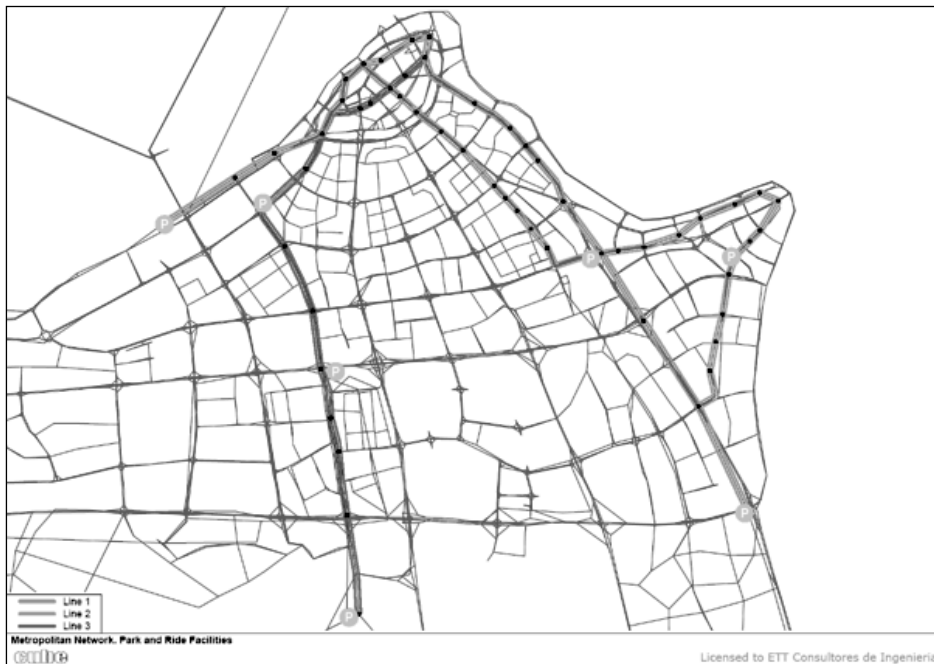 P
P
P
P
P
P
P
Line 1
Line 2
Line 3
Metropolitan Network. Park and Ride Facilities
cube
Licensed to ETT Consultores de Ingenieria